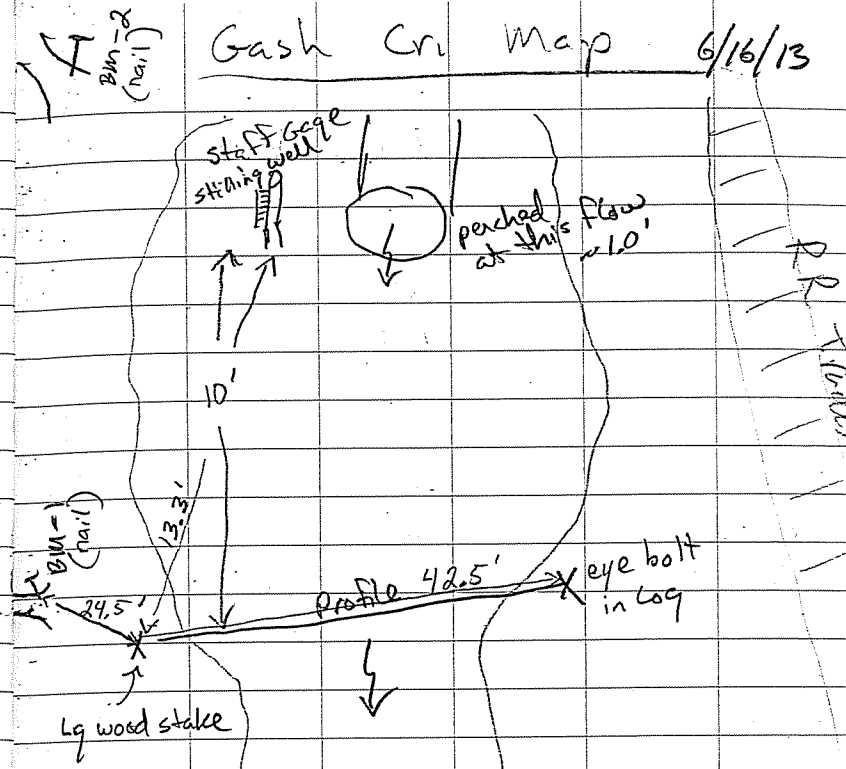 Gash Cr. Map 6/16/13
BM-2
(nail)
Staff Gage
stilling well
perched
at this flow
~1.0'
RR
10'
13.3'
BM-1
(nail)
24.5'
Profile 42.5'
eye bolt
in Log
Lg wood stake